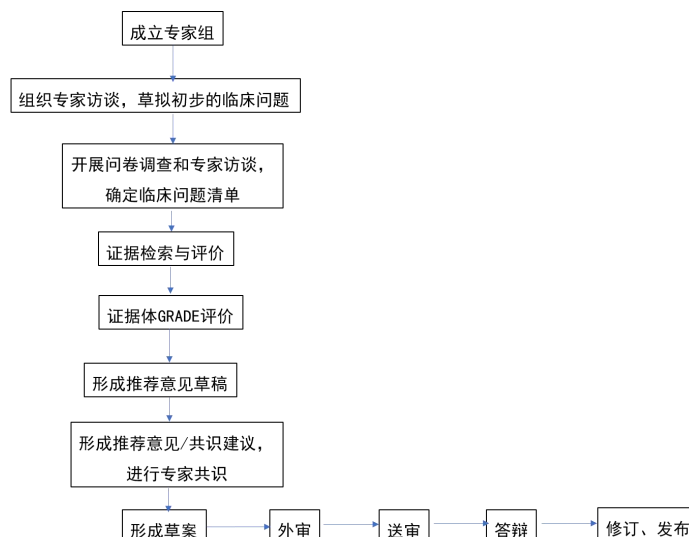 成立专家组
组织专家访谈，草拟初步的临床问题
开展问卷调查和专家访谈，
确定临床问题清单
证据检索与评价
证据体GRADE评价
形成推荐意见草稿
形成推荐意见/共识建议，
进行专家共识
形成草案
外审
送审
答辩
修订、发布